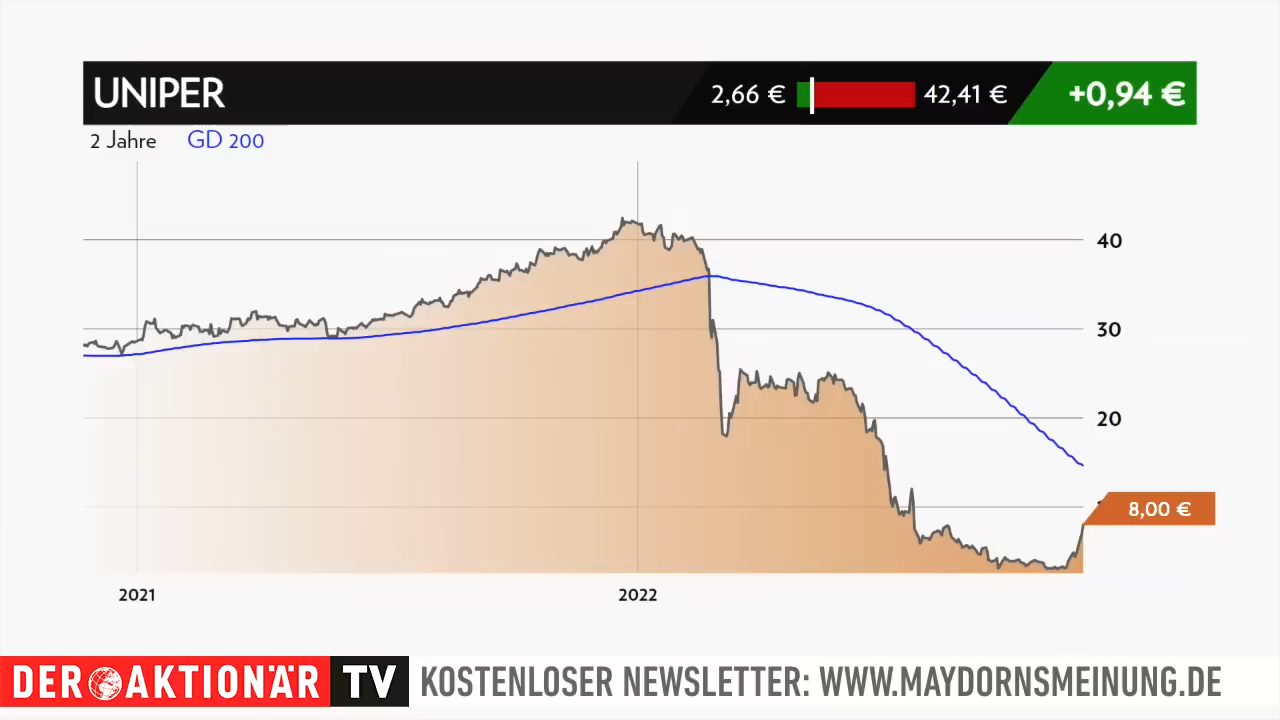 UNIPER 2,66 € 42,41 € +0,94 €
2 Jahre GD 200
40
30
20
8,00 €
2021 2022
DER AKTIONÄR TV KOSTENLOSER NEWSLETTER: WWW.MAYDORNSMEINUNG.DE